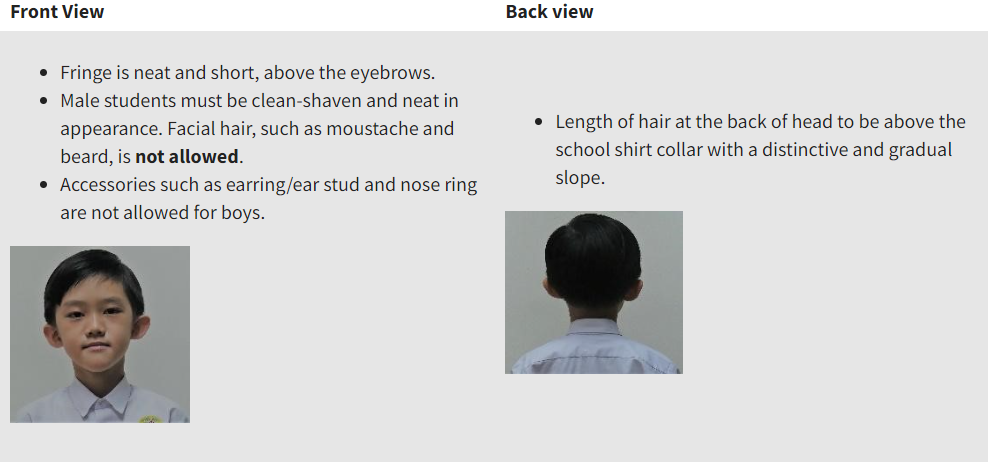 Front View
Fringe is neat and short, above the eyebrows.
Male students must be clean-shaven and neat in
appearance. Facial hair, such as moustache and
beard, is not allowed.
Accessories such as earring/ear stud and nose ring
are not allowed for boys.
Back view
Length of hair at the back of head to be above the
school shirt collar with a distinctive and gradual
slope.